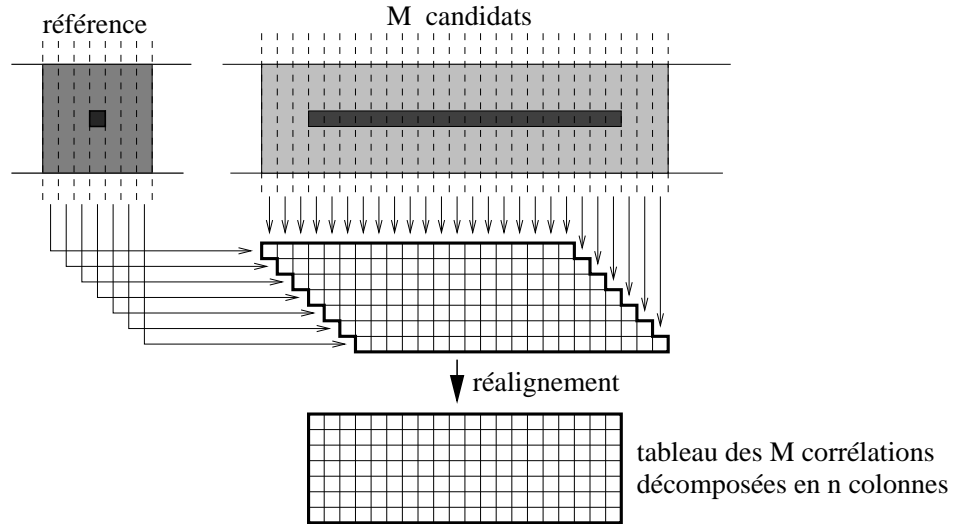 référence
M candidats
réalignement
tableau des M corrélations
décomposées en n colonnes